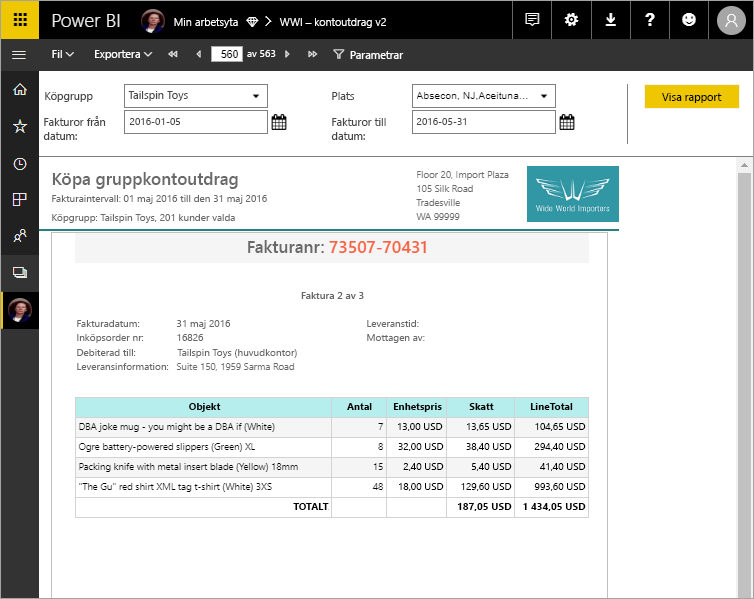 Power BI Min arbetsyta WWI – kontoutdrag v2 ?
Fil Exportera 560 av 563 Parametrar
Köpgrupp Tailspin Toys Plats Absecon, NJ,Aceituna... Visa rapport
Fakturor från datum: 2016-01-05 Fakturor till datum: 2016-05-31
Köpa gruppkontoutdrag
Fakturaintervall: 01 maj 2016 till den 31 maj 2016
Köpgrupp: Tailspin Toys, 201 kunder valda
Floor 20, Import Plaza
105 Silk Road
Tradesville
WA 99999
Wide World Importers
Fakturanr: 73507-70431
Faktura 2 av 3
Fakturadatum: 31 maj 2016 Leveranstid:
Inköpsorder nr: 16826 Mottagen av:
Debiterad till: Tailspin Toys (huvudkontor)
Leveransinformation: Suite 150, 1959 Sarma Road
Objekt Antal Enhetspris Skatt LineTotal
DBA joke mug - you might be a DBA if (White) 7 13,00 USD 13,65 USD 104,65 USD
Ogre battery-powered slippers (Green) XL 8 32,00 USD 38,40 USD 294,40 USD
Packing knife with metal insert blade (Yellow) 18mm 15 2,40 USD 5,40 USD 41,40 USD
"The Gu" red shirt XML tag t-shirt (White) 3XS 48 18,00 USD 129,60 USD 993,60 USD
TOTALT 187,05 USD 1 434,05 USD